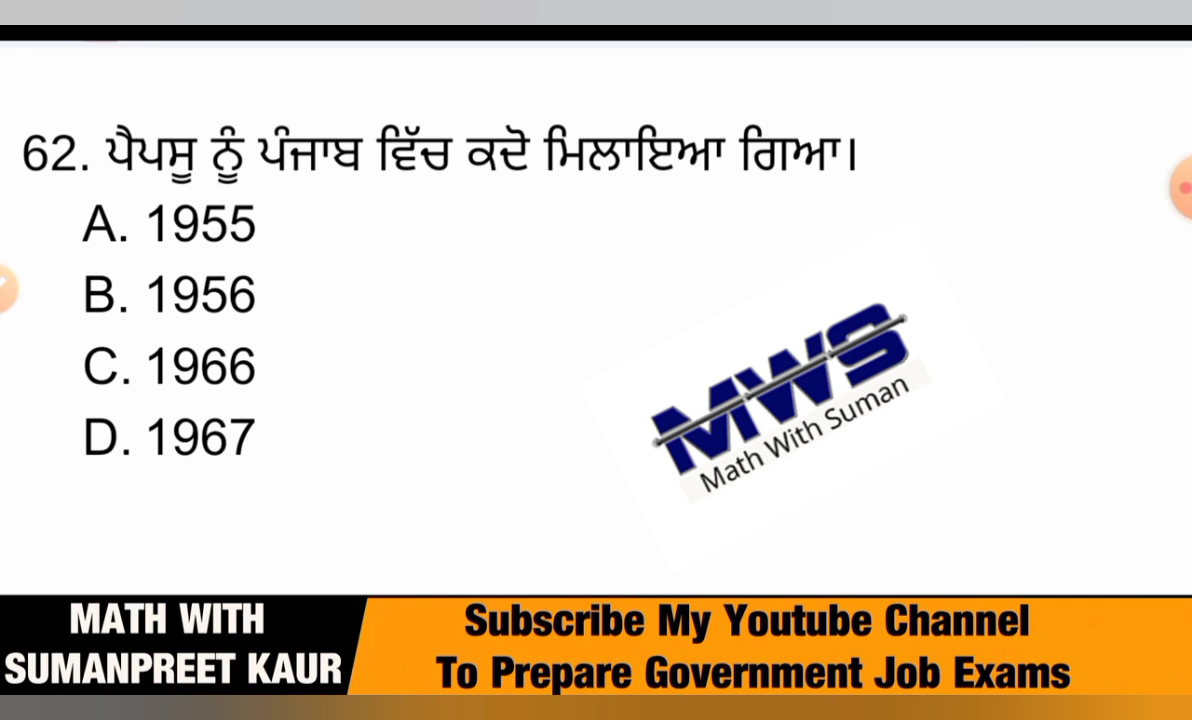 62. ਪੈਪਸੂ ਨੂੰ ਪੰਜਾਬ ਵਿੱਚ ਕਦੋ ਮਿਲਾਇਆ ਗਿਆ।
A. 1955
B. 1956
C. 1966
D. 1967
MWS
Math With Suman
MATH WITH
SUMANPREET KAUR
Subscribe My Youtube Channel
To Prepare Government Job Exams